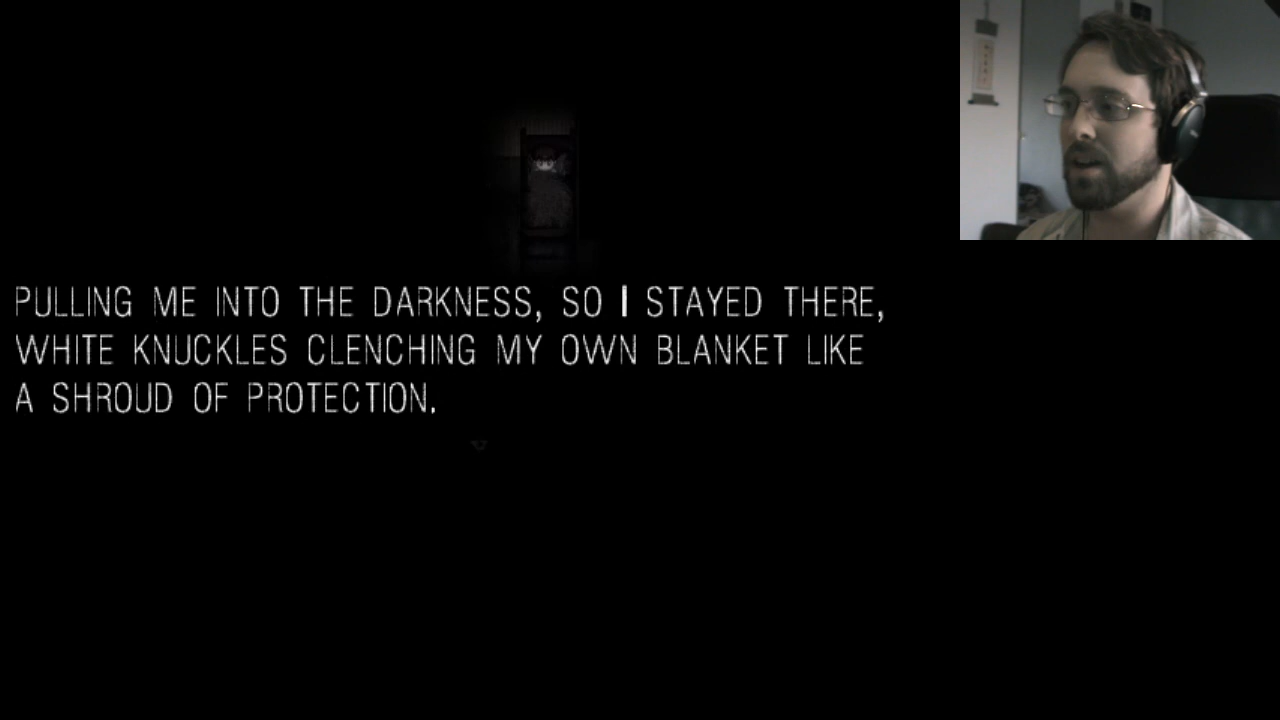 PULLING ME INTO THE DARKNESS, SO I STAYED THERE,
WHITE KNUCKLES CLENCHING MY OWN BLANKET LIKE
A SHROUD OF PROTECTION.